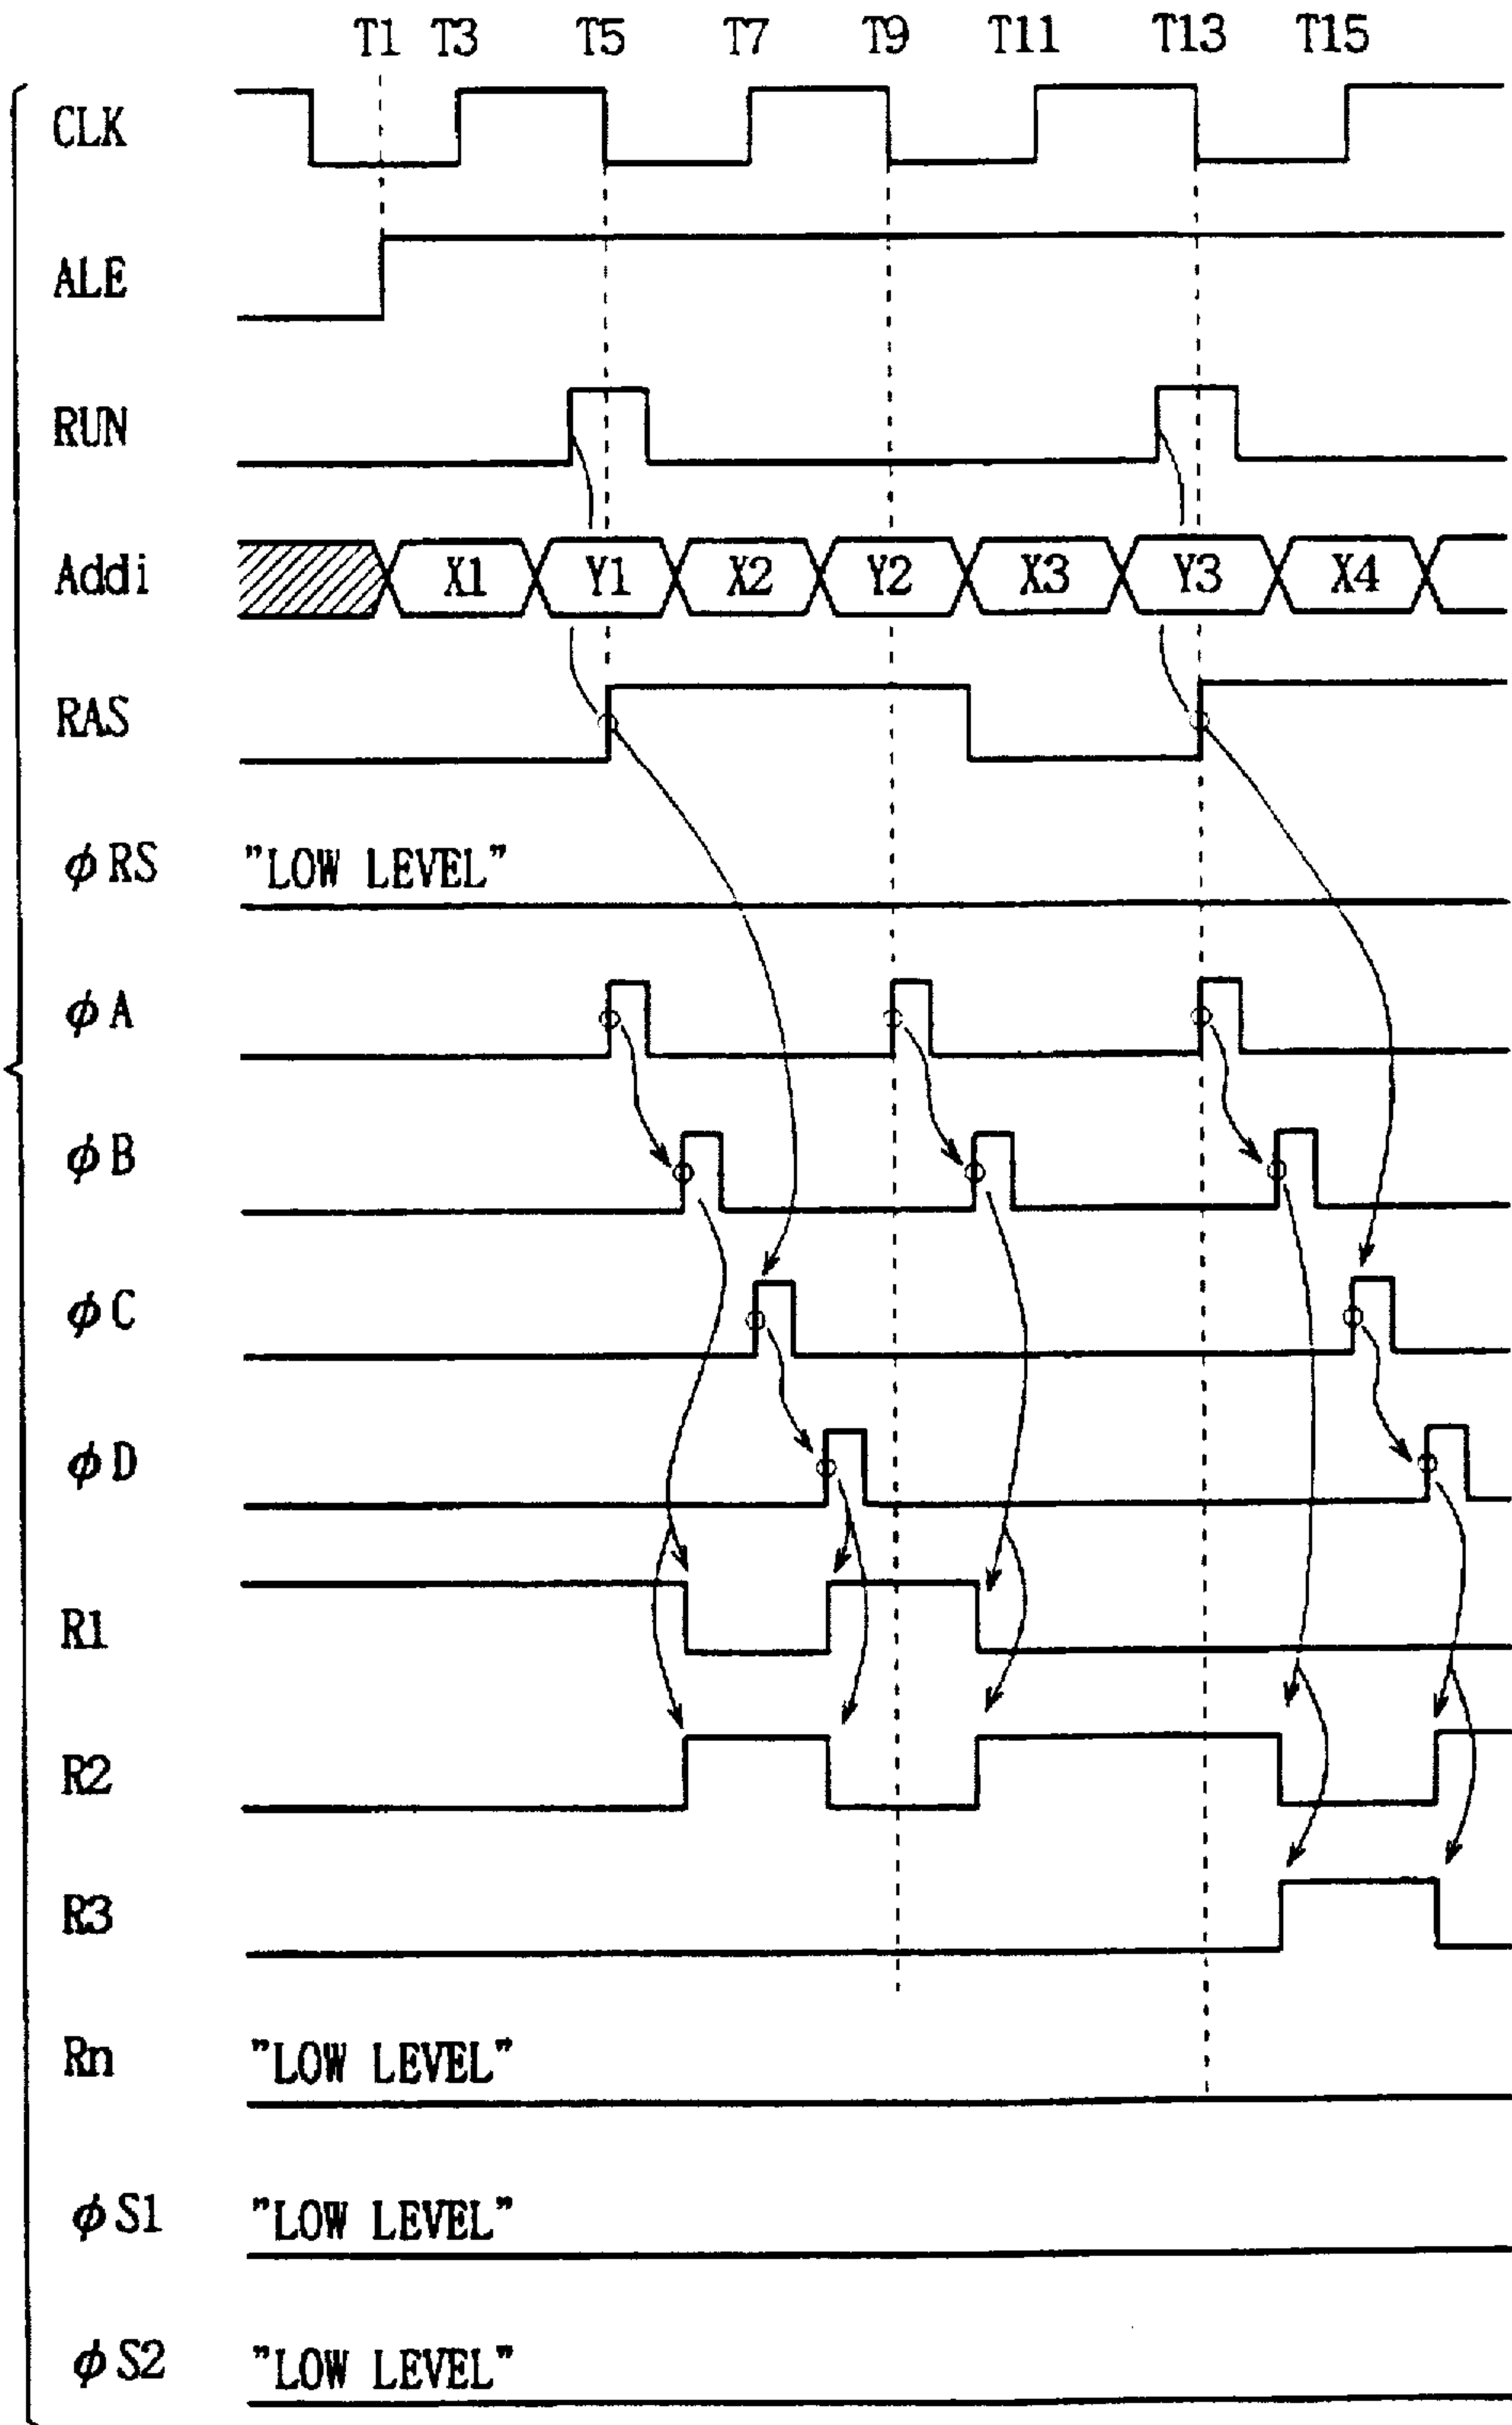 T1 T3 T5 T7 T9 T11 T13 T15
CLK
ALE
RUN
Addi X1 Y1 X2 Y2 X3 Y3 X4
RAS
φRS "LOW LEVEL"
φA
φB
φC
φD
R1
R2
R3
Rn "LOW LEVEL"
φS1 "LOW LEVEL"
φS2 "LOW LEVEL"